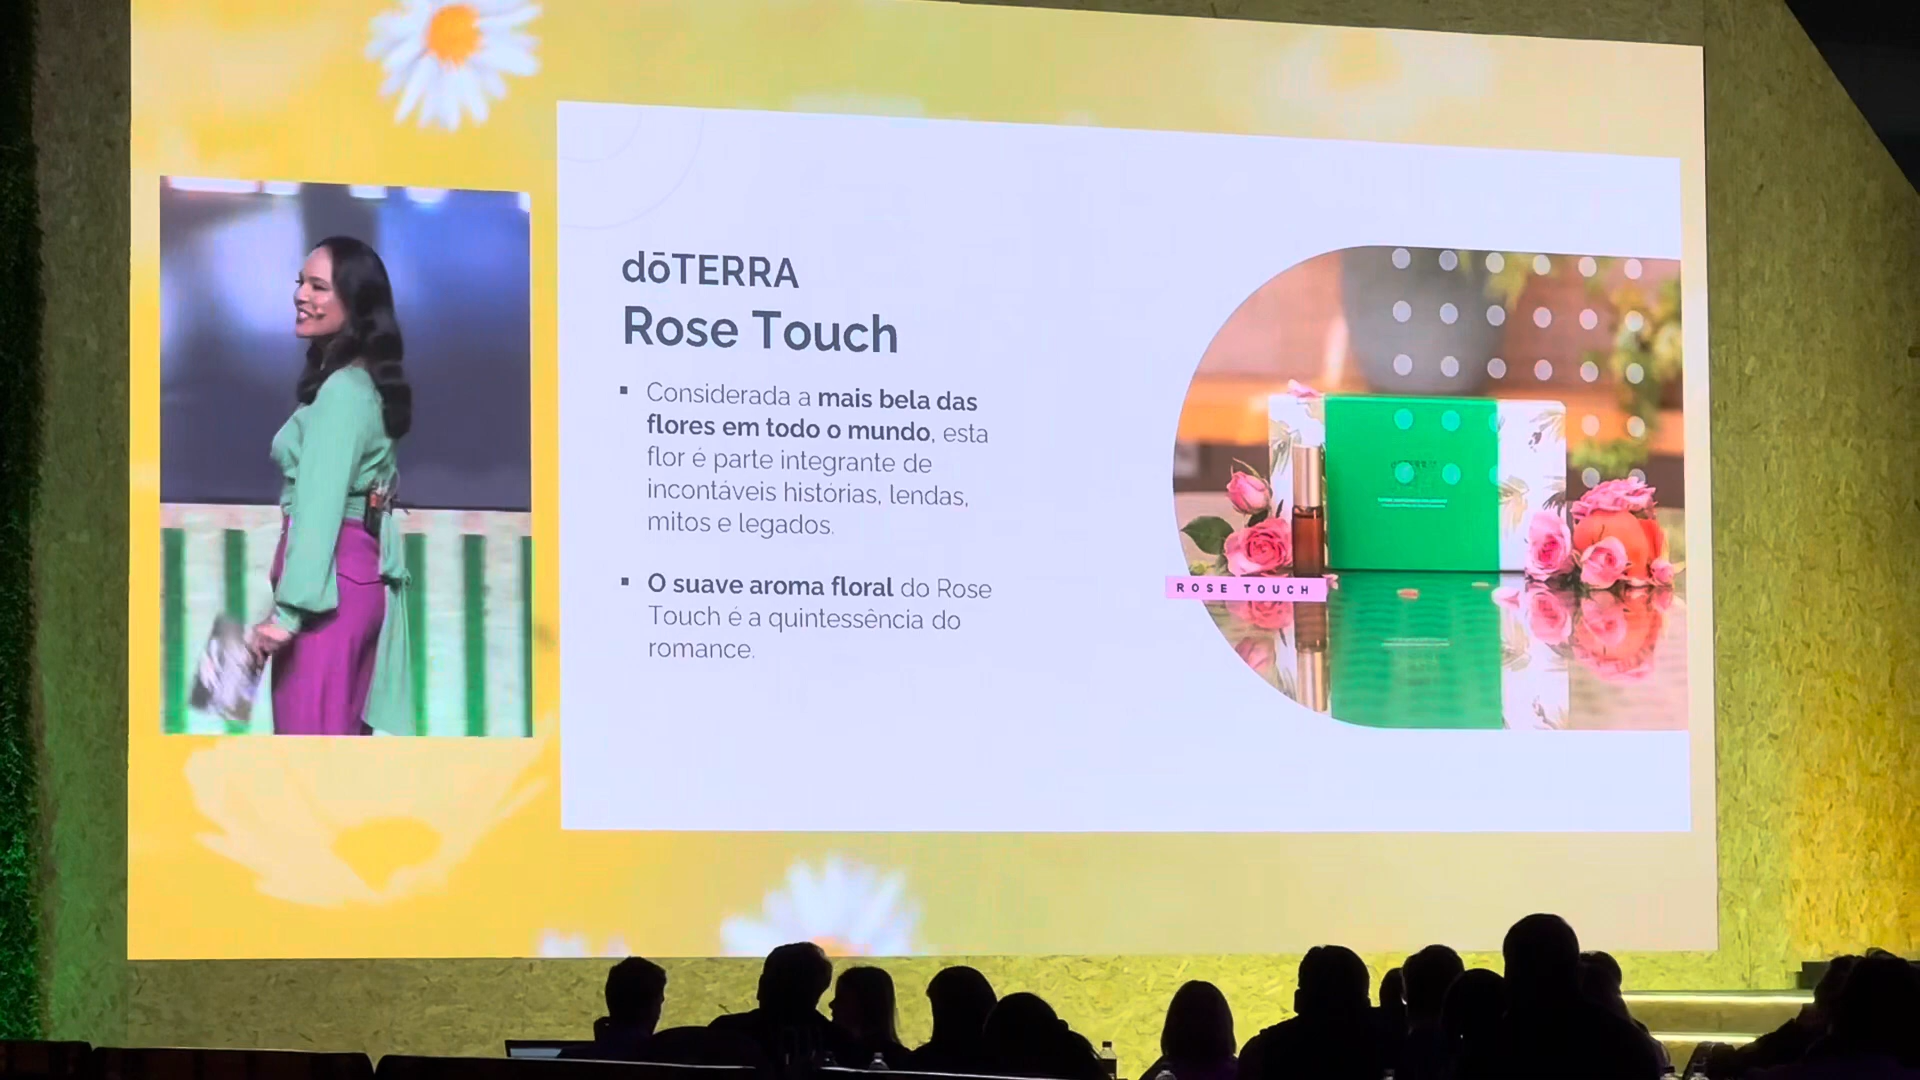 dōTERRA
Rose Touch
▪ Considerada a mais bela das
flores em todo o mundo, esta
flor é parte integrante de
incontáveis histórias, lendas,
mitos e legados.
▪ O suave aroma floral do Rose
Touch é a quintessência do
romance.
ROSE TOUCH